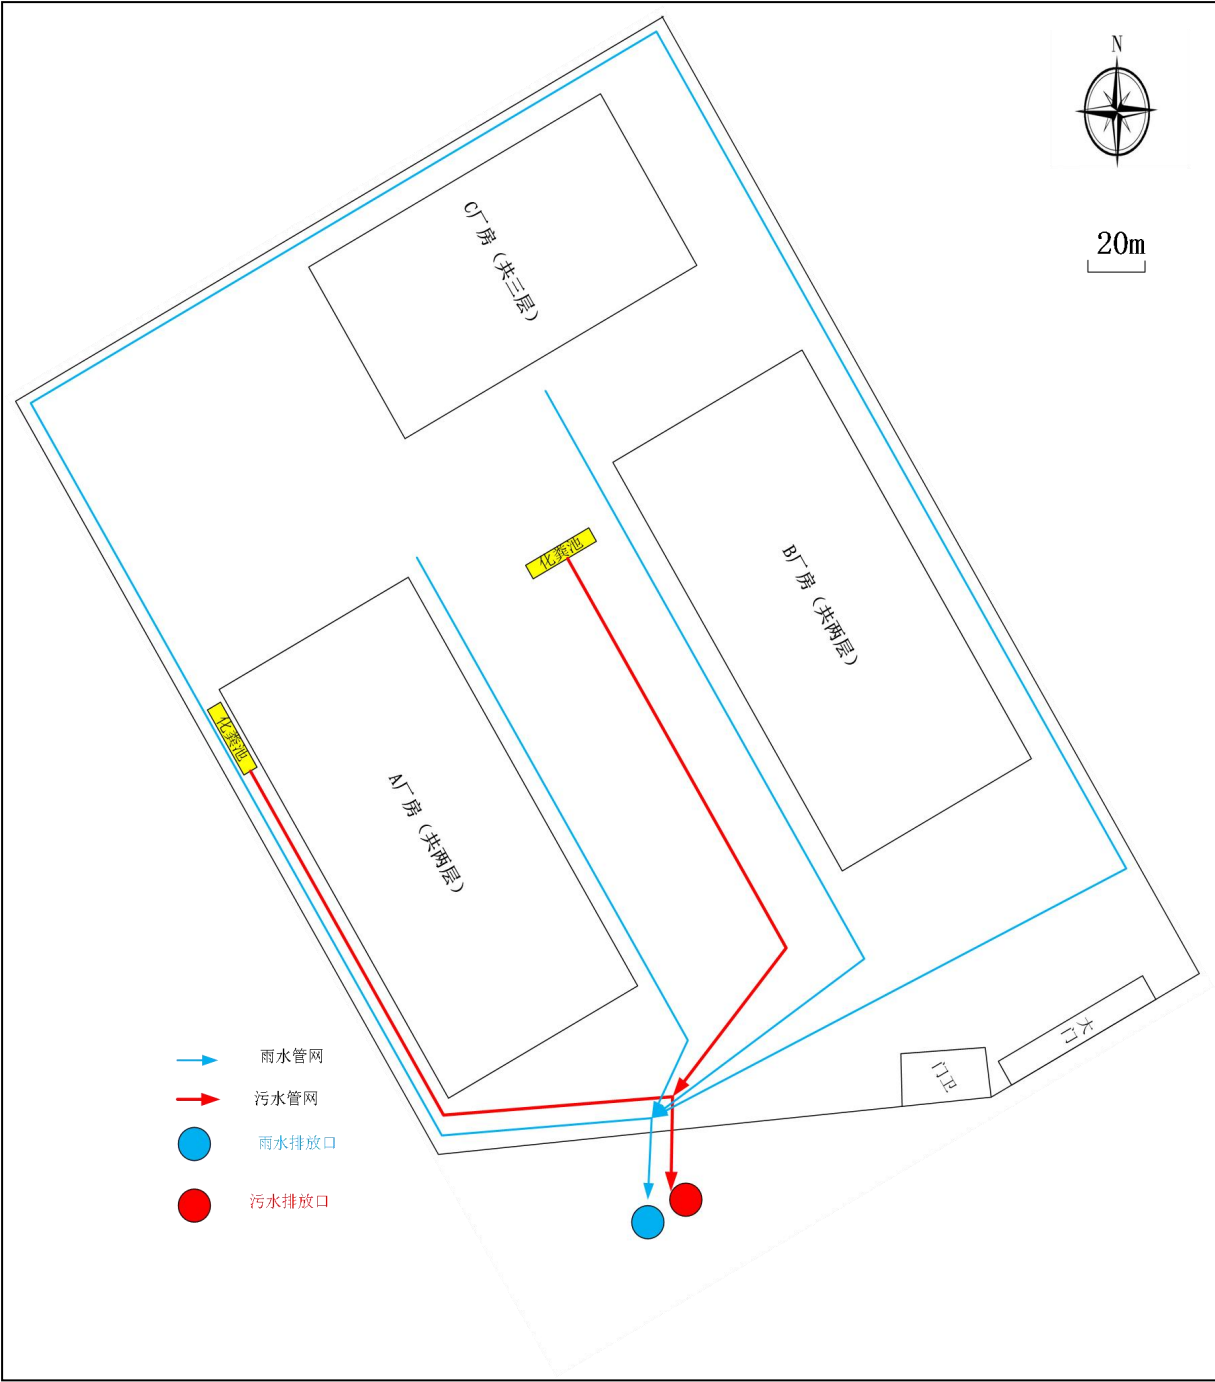 N
20m
C厂房（共三层）
化粪池
B厂房（共两层）
化粪池
A厂房（共两层）
大门
门卫
雨水管网
污水管网
雨水排放口
污水排放口